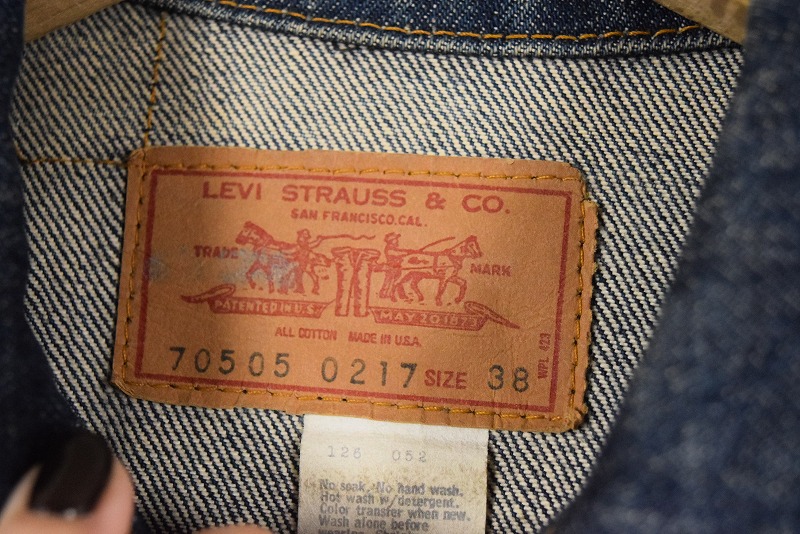 LEVI STRAUSS & CO.
SAN FRANCISCO, CAL.
TRADE MARK
PATENTED IN U.S.
MAY 20 1873
ALL COTTON MADE IN U.S.A.
WPL 423
70505 0217 SIZE 38
125 052
No soak. No hand wash.
Hot wash w/detergent.
Color transfer when new.
Wash alone before